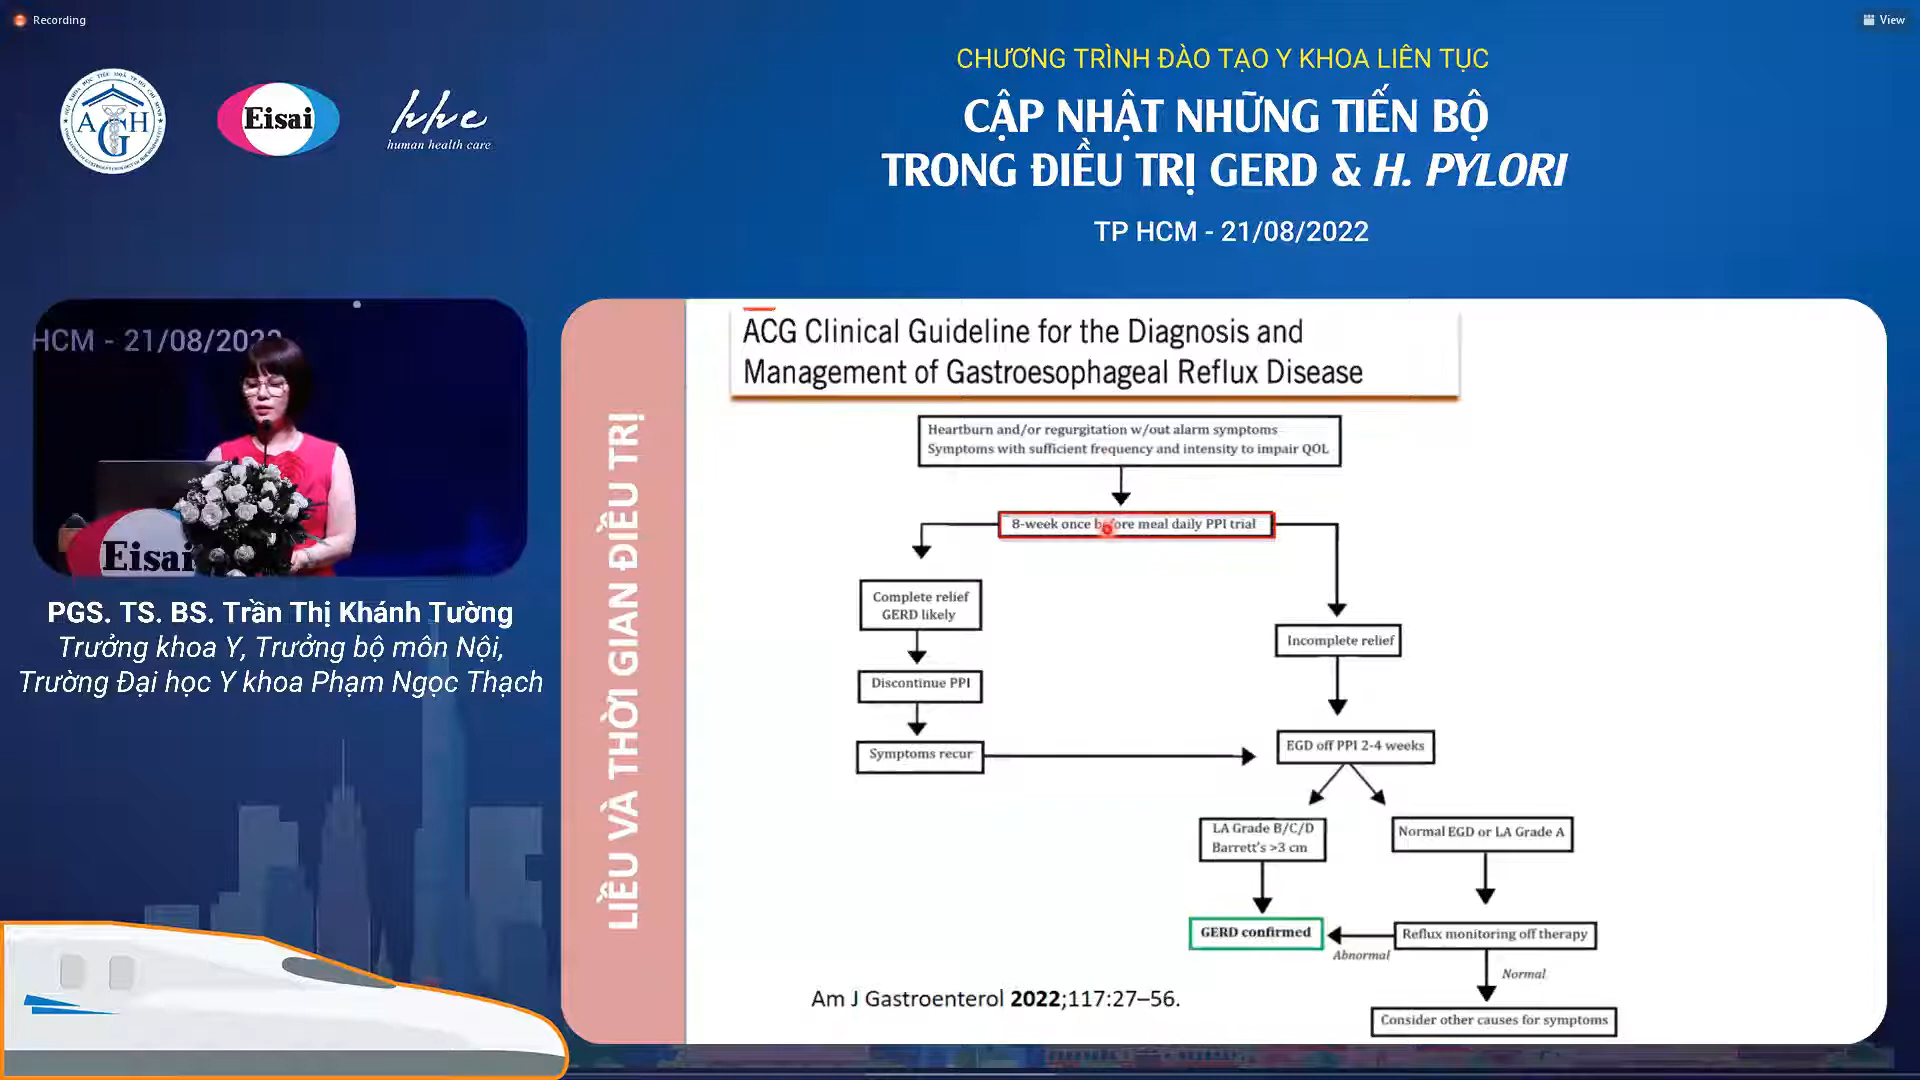 Recording
View
AGH
Eisai
hhc
human health care
CHƯƠNG TRÌNH ĐÀO TẠO Y KHOA LIÊN TỤC
CẬP NHẬT NHỮNG TIẾN BỘ
TRONG ĐIỀU TRỊ GERD & H. PYLORI
TP HCM - 21/08/2022
HCM - 21/08/2022
Eisai
PGS. TS. BS. Trần Thị Khánh Tường
Trưởng khoa Y, Trưởng bộ môn Nội,
Trường Đại học Y khoa Phạm Ngọc Thạch
LIỀU VÀ THỜI GIAN ĐIỀU TRỊ
ACG Clinical Guideline for the Diagnosis and
Management of Gastroesophageal Reflux Disease
Heartburn and/or regurgitation w/out alarm symptoms
Symptoms with sufficient frequency and intensity to impair QOL
8-week once before meal daily PPI trial
Complete relief
GERD likely
Incomplete relief
Discontinue PPI
Symptoms recur
EGD off PPI 2-4 weeks
LA Grade B/C/D
Barrett's >3 cm
Normal EGD or LA Grade A
GERD confirmed
Reflux monitoring off therapy
Abnormal
Normal
Consider other causes for symptoms
Am J Gastroenterol 2022;117:27–56.